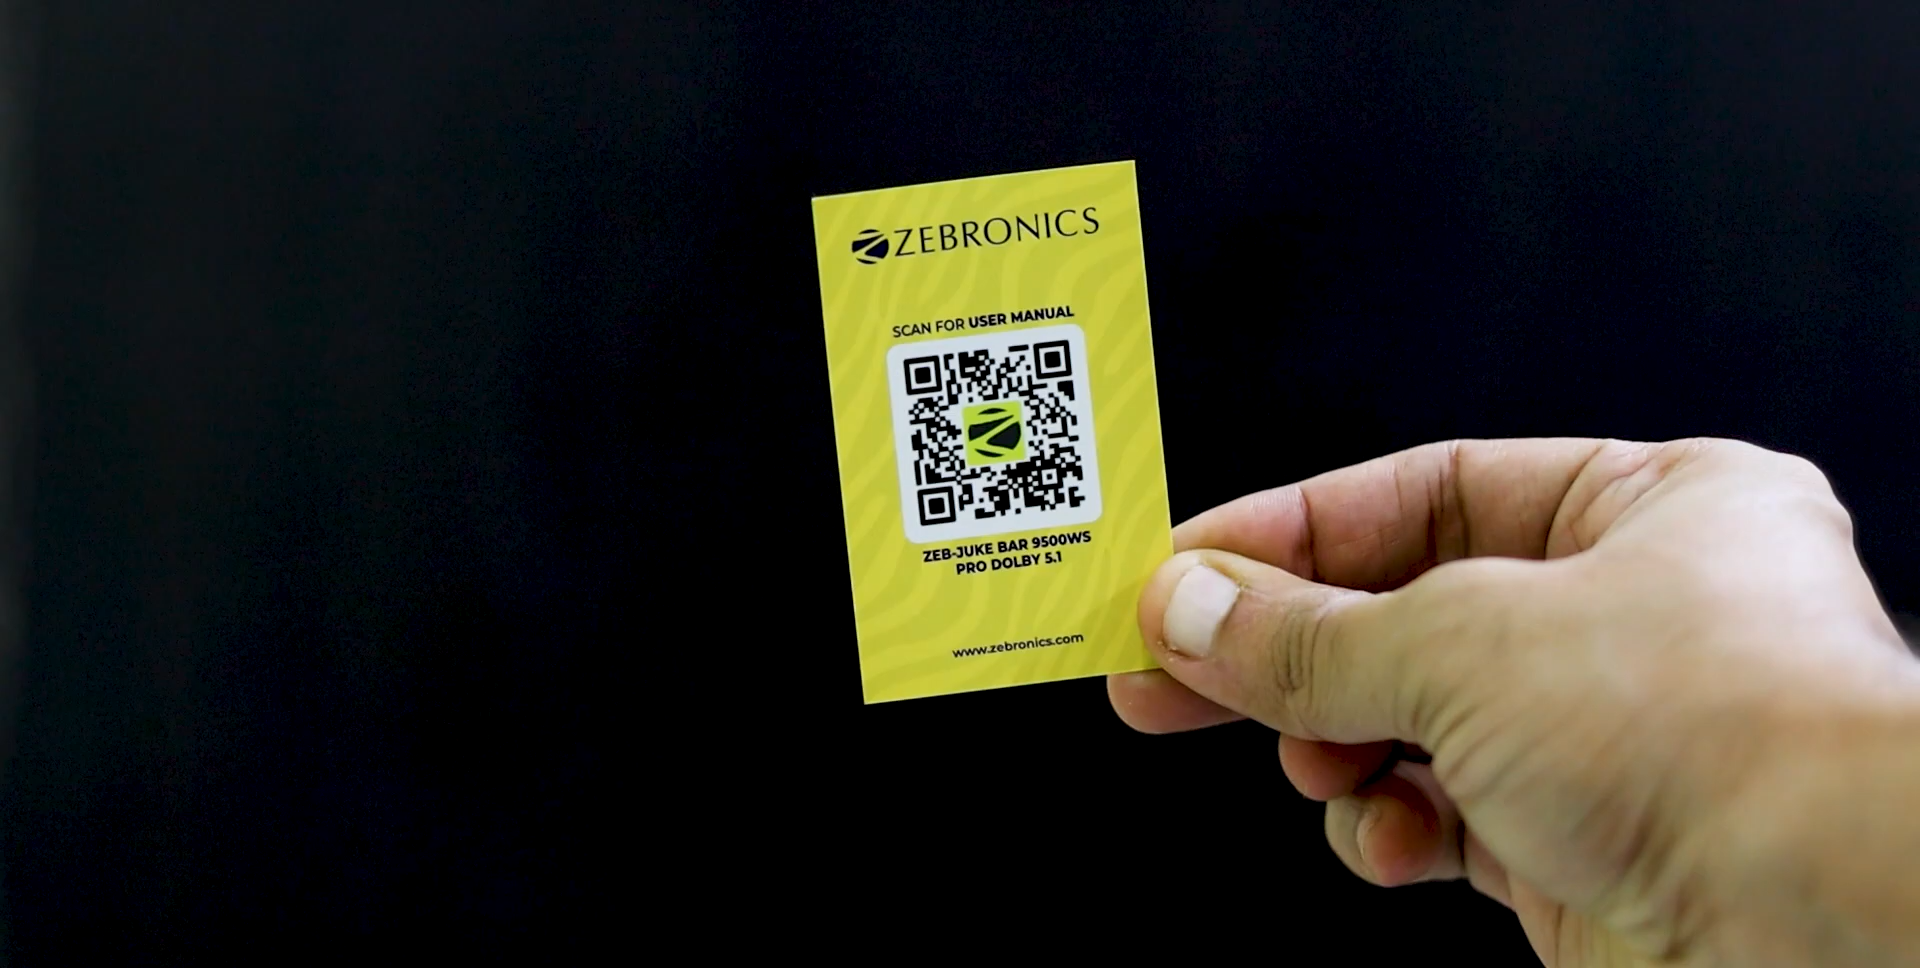 ZEBRONICS
SCAN FOR USER MANUAL
ZEB-JUKE BAR 9500WS
PRO DOLBY 5.1
www.zebronics.com